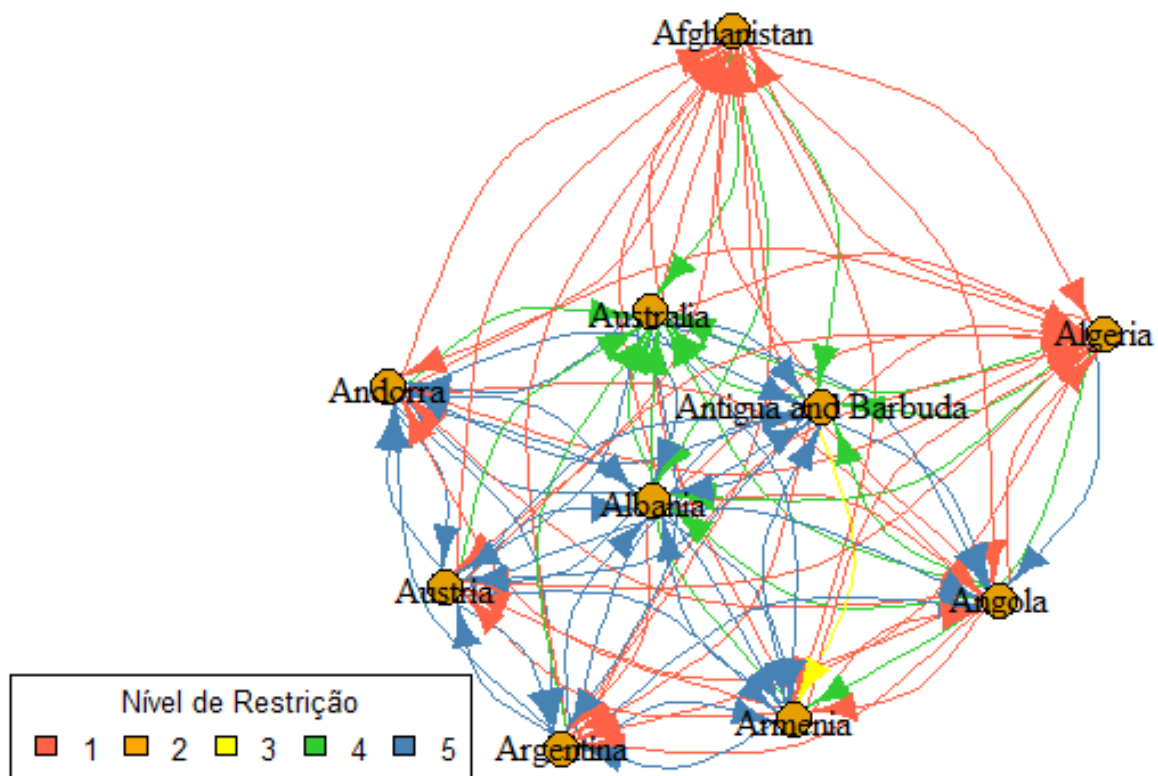 Afghanistan
Australia
Algeria
Andorra
Antigua and Barbuda
Albania
Austria
Angola
Armenia
Argentina
Nível de Restrição
1 2 3 4 5